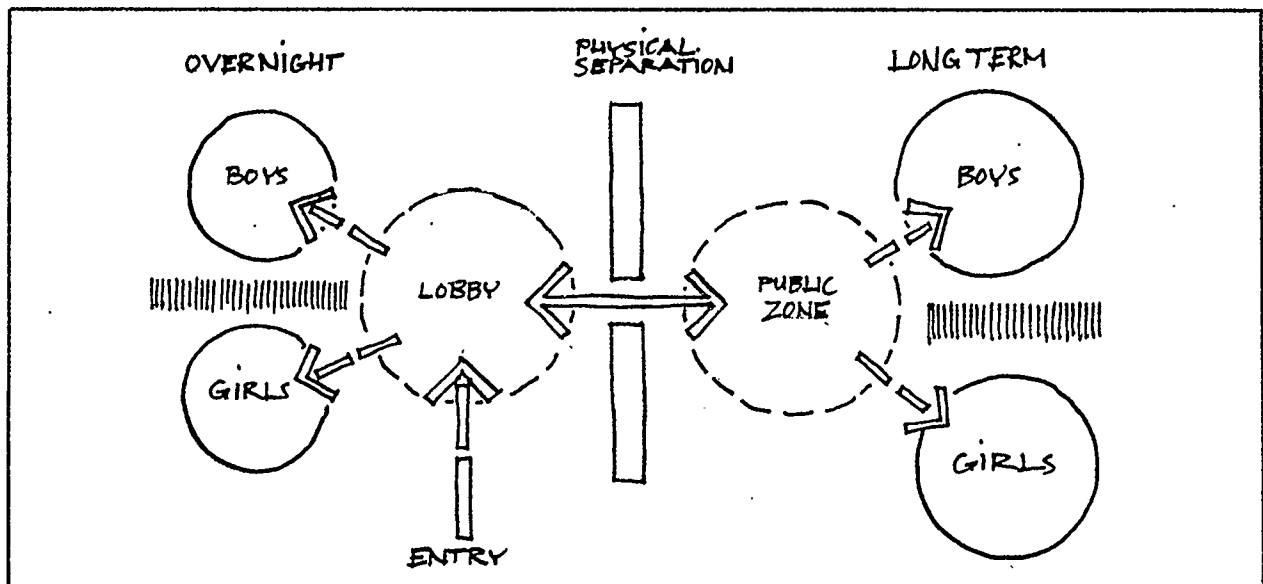 OVERNIGHT
PHYSICAL
SEPARATION
LONG TERM
BOYS
BOYS
LOBBY
PUBLIC
ZONE
GIRLS
GIRLS
ENTRY